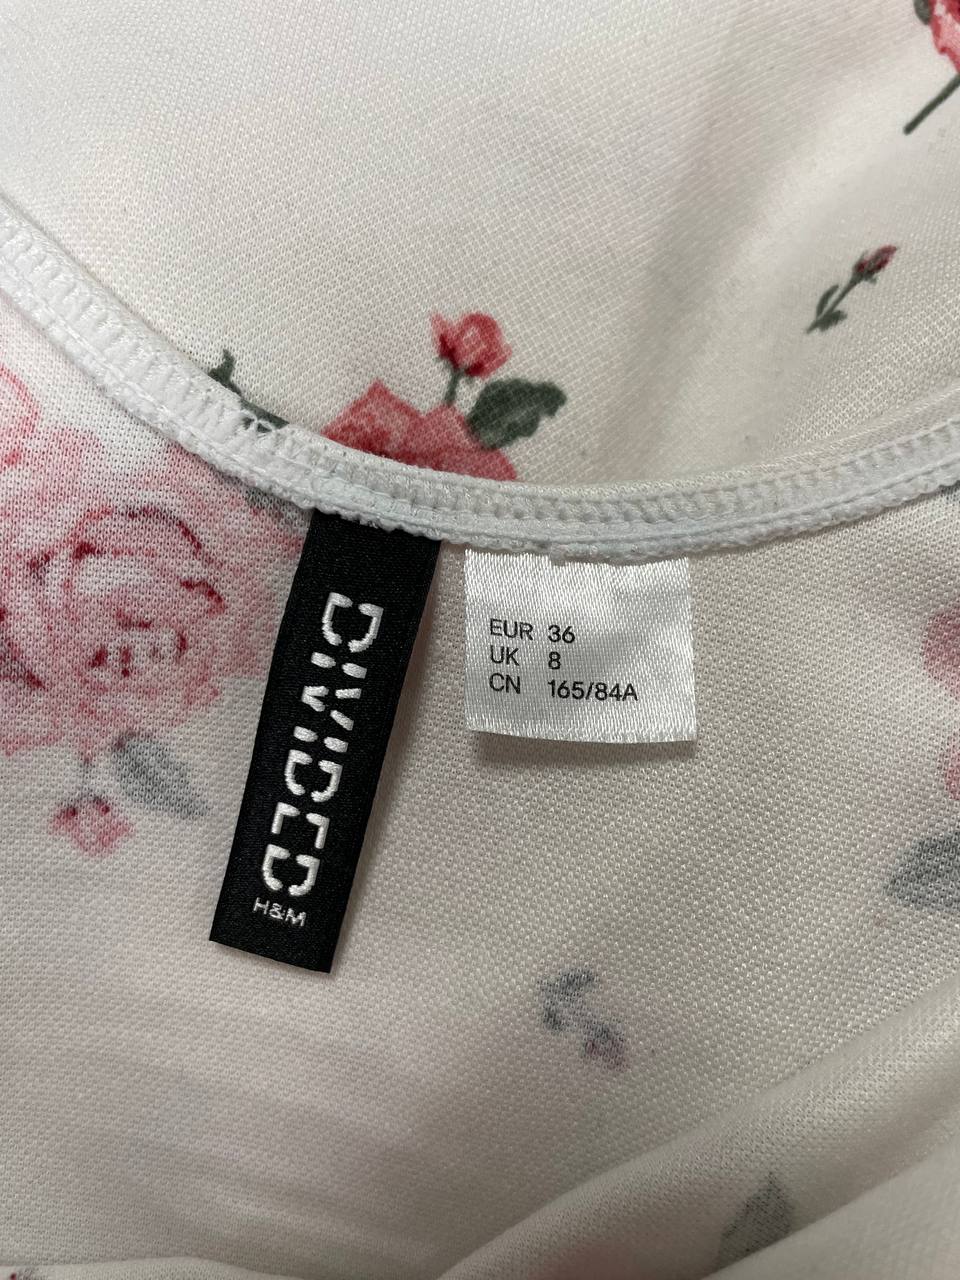 DIVIDED
H&M
EUR 36
UK 8
CN 165/84A